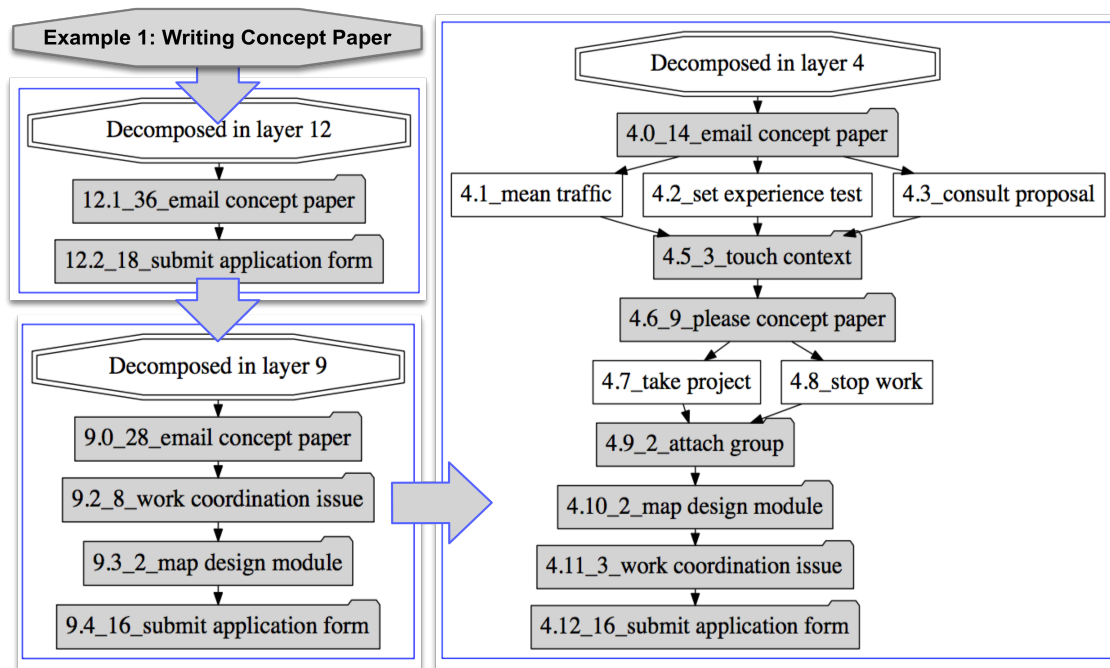 Example 1: Writing Concept Paper
Decomposed in layer 12
12.1_36_email concept paper
12.2_18_submit application form
Decomposed in layer 9
9.0_28_email concept paper
9.2_8_work coordination issue
9.3_2_map design module
9.4_16_submit application form
Decomposed in layer 4
4.0_14_email concept paper
4.1_mean traffic
4.2_set experience test
4.3_consult proposal
4.5_3_touch context
4.6_9_please concept paper
4.7_take project
4.8_stop work
4.9_2_attach group
4.10_2_map design module
4.11_3_work coordination issue
4.12_16_submit application form